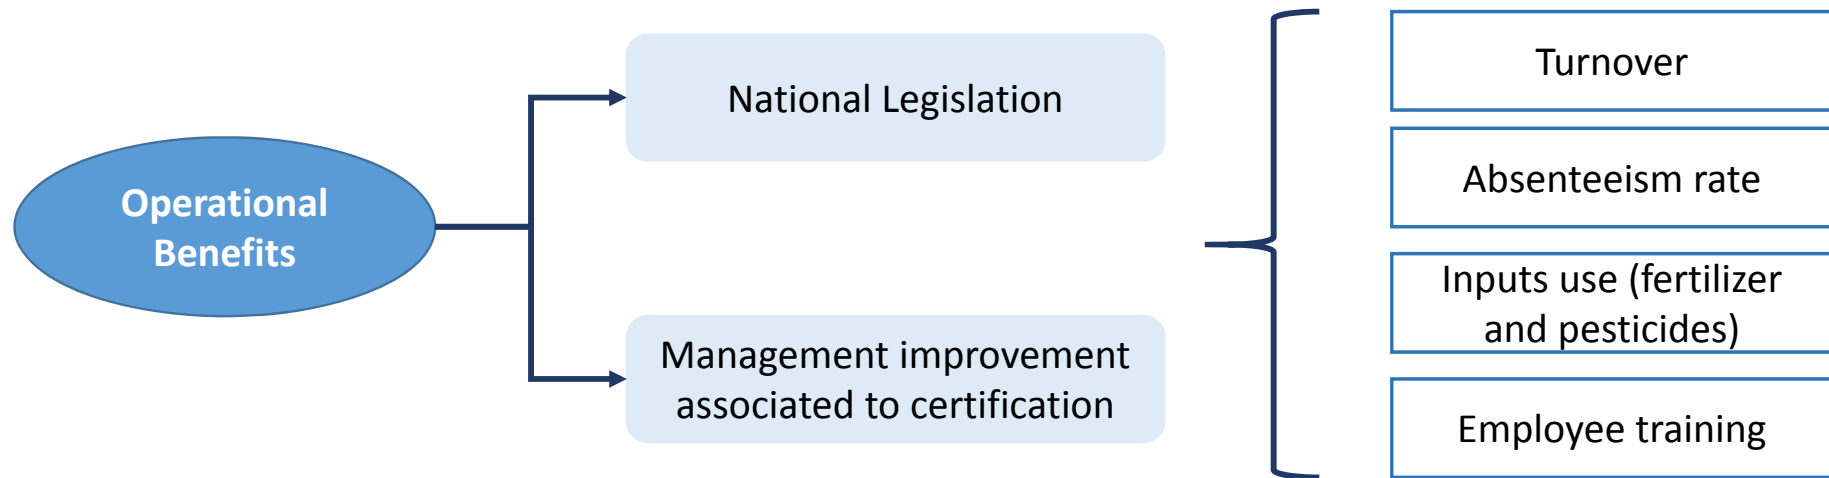 Operational
Benefits
National Legislation
Management improvement
associated to certification
Turnover
Absenteeism rate
Inputs use (fertilizer
and pesticides)
Employee training